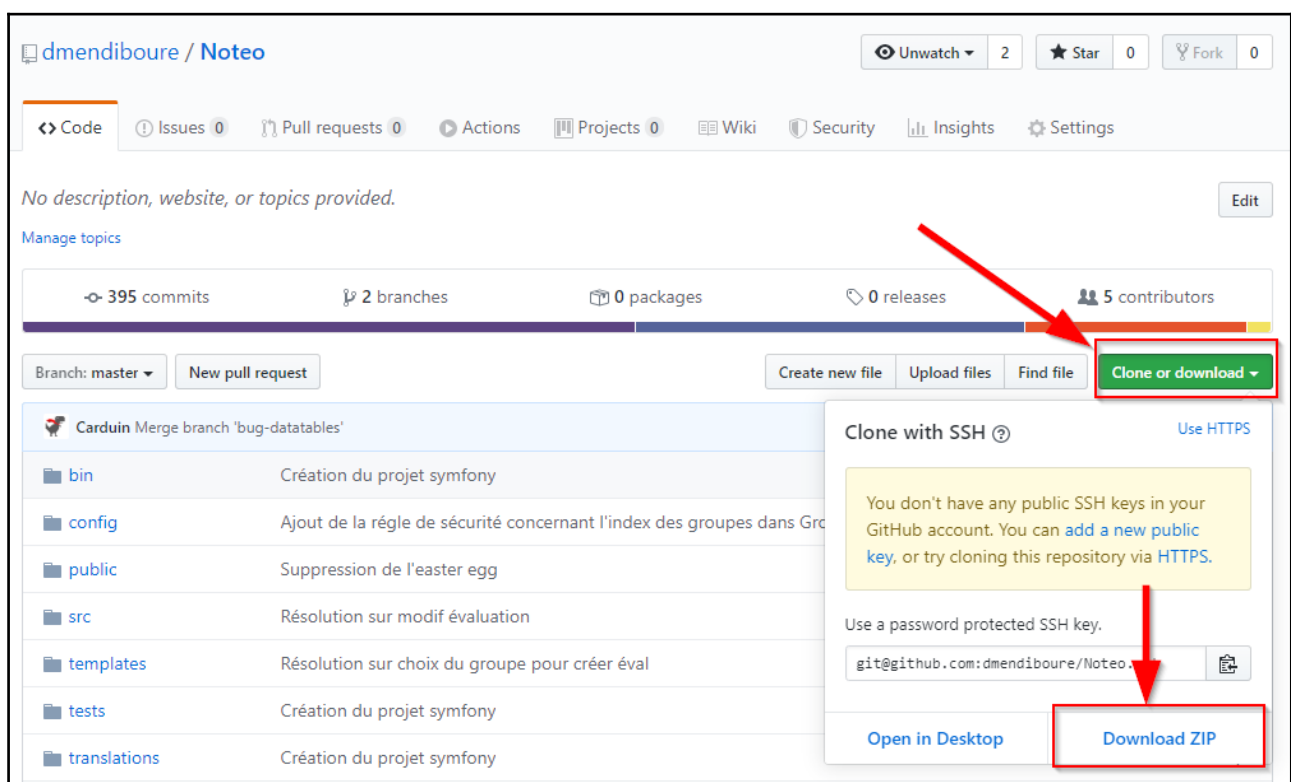 dmendiboure / Noteo
Unwatch 2 Star 0 Fork 0
Code Issues 0 Pull requests 0 Actions Projects 0 Wiki Security Insights Settings
No description, website, or topics provided. Edit
Manage topics
395 commits 2 branches 0 packages 0 releases 5 contributors
Branch: master New pull request Create new file Upload files Find file Clone or download
Carduin Merge branch 'bug-datatables'
Clone with SSH Use HTTPS
bin Création du projet symfony
config Ajout de la régle de sécurité concernant l'index des groupes dans Gro
public Suppression de l'easter egg
src Résolution sur modif évaluation
templates Résolution sur choix du groupe pour créer éval
tests Création du projet symfony
translations Création du projet symfony
You don't have any public SSH keys in your
GitHub account. You can add a new public
key, or try cloning this repository via HTTPS.
Use a password protected SSH key.
git@github.com:dmendiboure/Noteo.
Open in Desktop Download ZIP